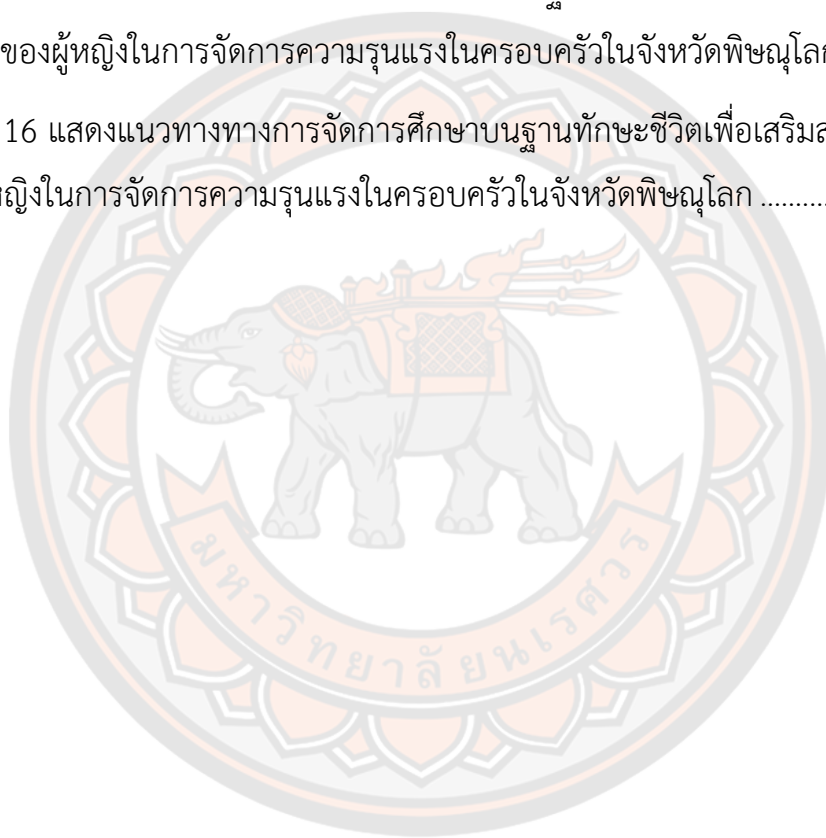 ของผู้หญิงในการจัดการความรุนแรงในครอบครัวในจังหวัดพิษณุโลก
16 แสดงแนวทางทางการจัดการศึกษาบนฐานทักษะชีวิตเพื่อเสริมส
หญิงในการจัดการความรุนแรงในครอบครัวในจังหวัดพิษณุโลก ..........
มหาวิทยาลัยนเรศวร